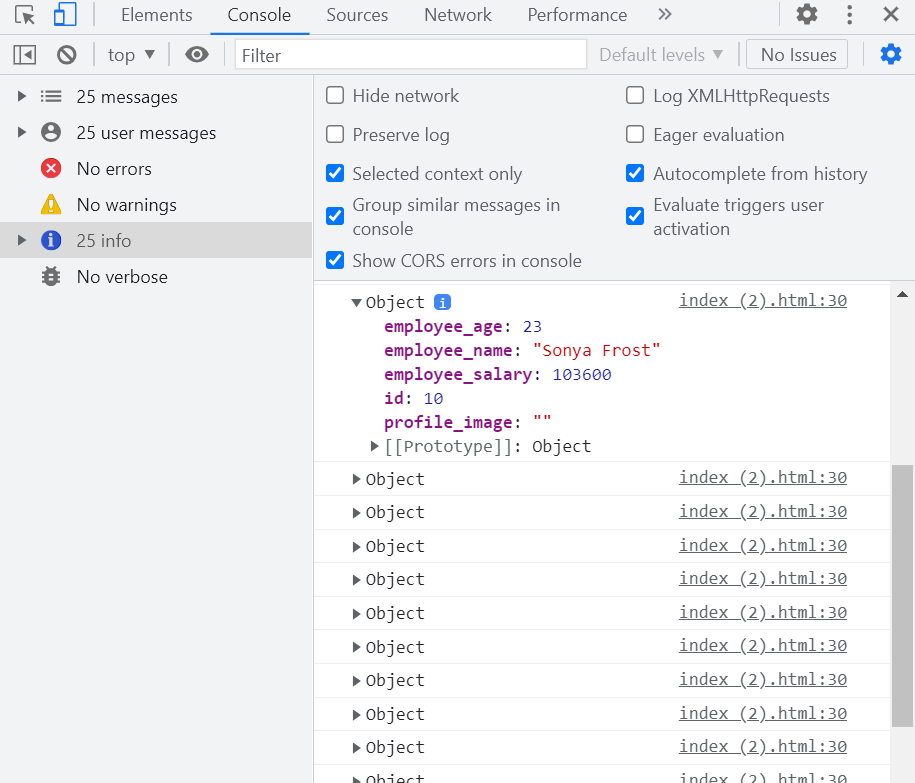 Elements Console Sources Network Performance
top Filter Default levels No Issues
25 messages
25 user messages
No errors
No warnings
25 info
No verbose
Hide network Log XMLHttpRequests
Preserve log Eager evaluation
Selected context only Autocomplete from history
Group similar messages in console
Evaluate triggers user activation
Show CORS errors in console
Object index (2).html:30
employee_age: 23
employee_name: "Sonya Frost"
employee_salary: 103600
id: 10
profile_image: ""
[[Prototype]]: Object
Object index (2).html:30
Object index (2).html:30
Object index (2).html:30
Object index (2).html:30
Object index (2).html:30
Object index (2).html:30
Object index (2).html:30
Object index (2).html:30
Object index (2).html:30
Object index (2).html:30